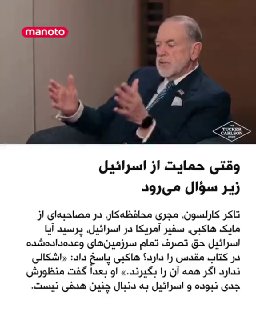 manoto
THE
TUCKER
CARLSON
SHOW
وقتی حمایت از اسرائیل
زیر سؤال می‌رود
تاکر کارلسون، مجری محافظه‌کار، در مصاحبه‌ای از
مایک هاکبی، سفیر آمریکا در اسرائیل، پرسید آیا
اسرائیل حق تصرف تمام سرزمین‌های وعده‌داده‌شده
در کتاب مقدس را دارد؟ هاکبی پاسخ داد: «اشکالی
ندارد اگر همه آن را بگیرند.» او بعداً گفت منظورش
جدی نبوده و اسرائیل به دنبال چنین هدفی نیست.